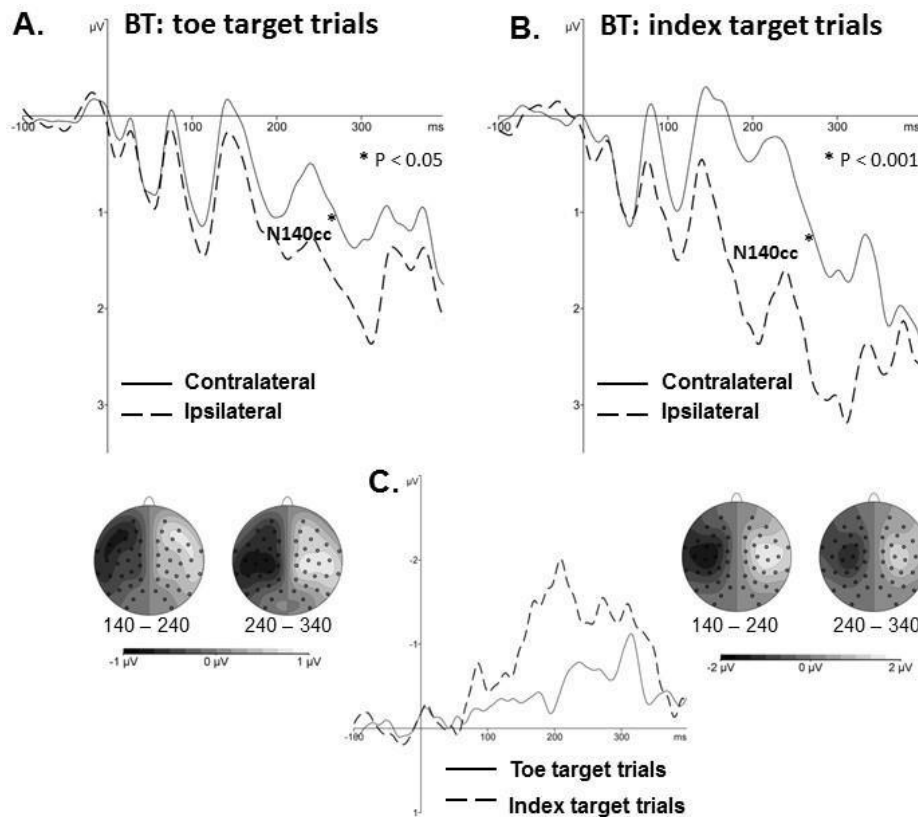 A.
BT: toe target trials
µV
-100
100
200
300
ms
* P < 0.05
1
N140cc
*
2
Contralateral
Ipsilateral
3
B.
BT: index target trials
µV
-100
100
200
300
ms
* P < 0.001
1
N140cc
*
2
Contralateral
Ipsilateral
3
140 – 240
240 – 340
-1 µV
0 µV
1 µV
C.
µV
-2
-1
-100
100
200
300
ms
Toe target trials
Index target trials
1
140 – 240
240 – 340
-2 µV
0 µV
2 µV